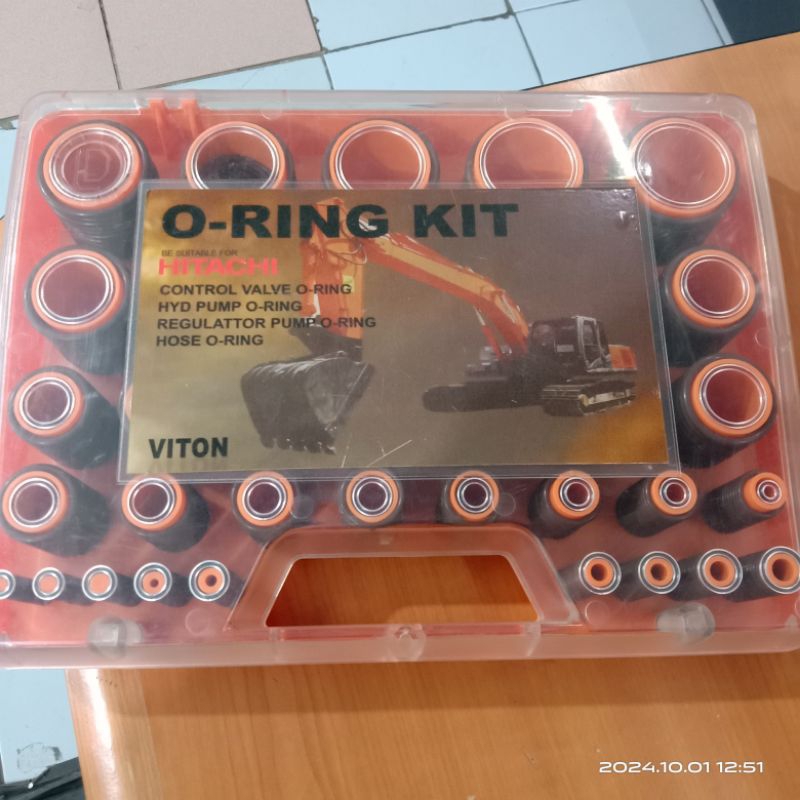 O-RING KIT
BE SUITABLE FOR
HITACHI
CONTROL VALVE O-RING
HYD PUMP O-RING
REGULATTOR PUMP O-RING
HOSE O-RING
VITON
2024.10.01 12:51